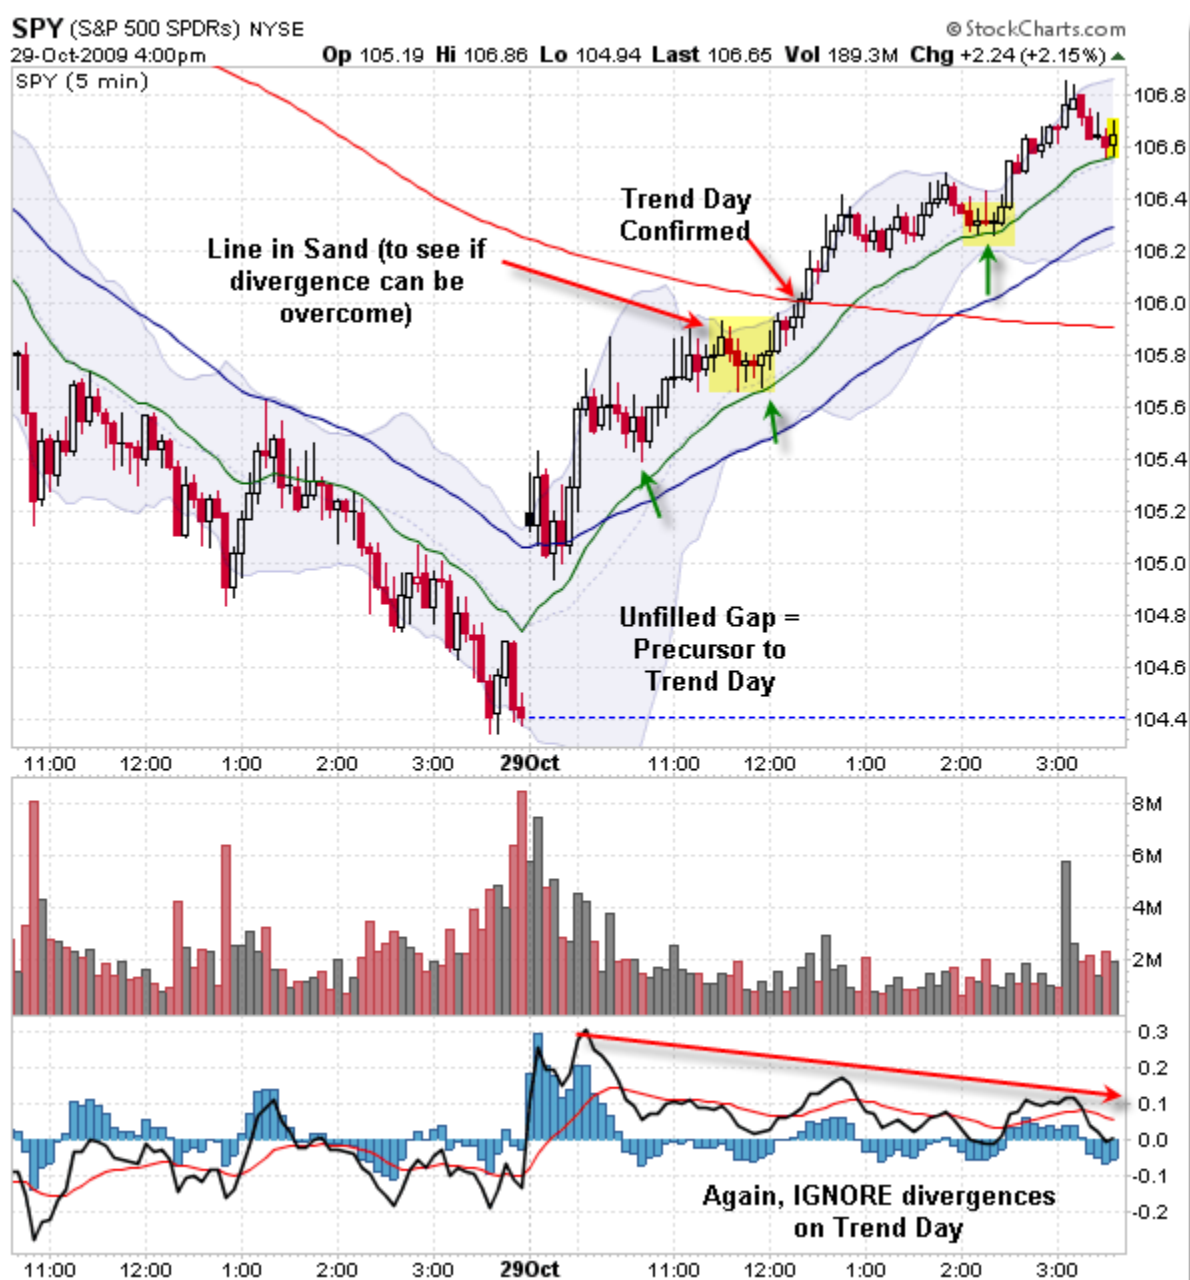 SPY (S&P 500 SPDRs) NYSE
© StockCharts.com
29-Oct-2009 4:00pm
Op 105.19 Hi 106.86 Lo 104.94 Last 106.65 Vol 189.3M Chg +2.24 (+2.15%)
SPY (5 min)
106.8
106.6
106.4
106.2
106.0
105.8
105.6
105.4
105.2
105.0
104.8
104.6
104.4
Trend Day
Confirmed
Line in Sand (to see if
divergence can be
overcome)
Unfilled Gap =
Precursor to
Trend Day
11:00 12:00 1:00 2:00 3:00 29Oct 11:00 12:00 1:00 2:00 3:00
8M
6M
4M
2M
0.3
0.2
0.1
0.0
-0.1
-0.2
Again, IGNORE divergences
on Trend Day
11:00 12:00 1:00 2:00 3:00 29Oct 11:00 12:00 1:00 2:00 3:00